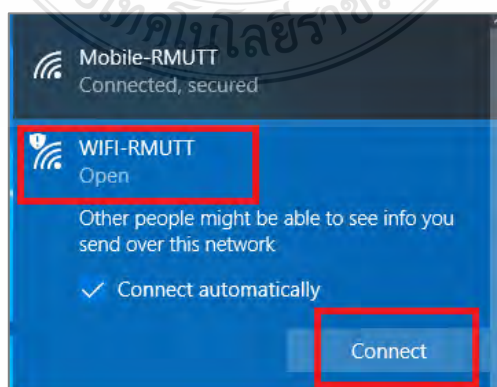 Mobile-RMUTT
Connected, secured
WIFI-RMUTT
Open
Other people might be able to see info you
send over this network
Connect automatically
Connect